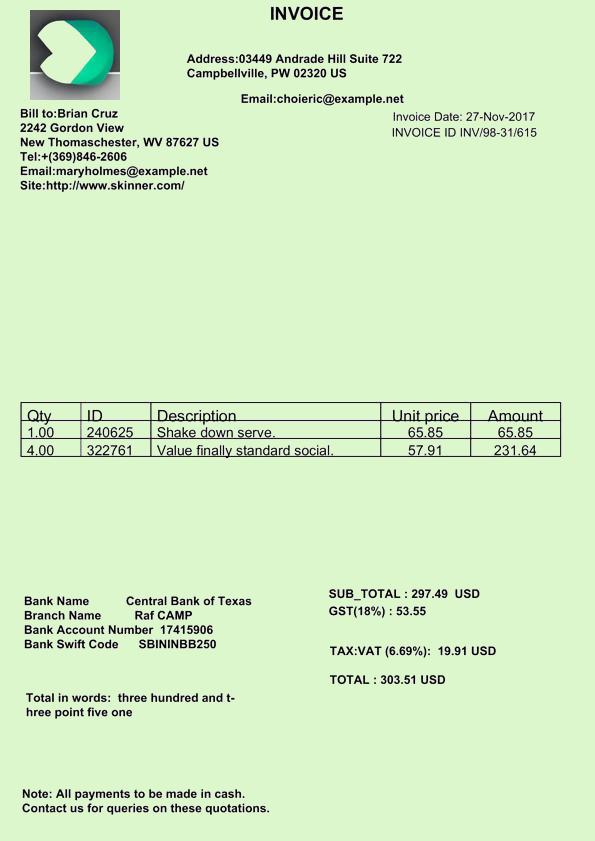 INVOICE
Address:03449 Andrade Hill Suite 722
Campbellville, PW 02320 US
Email:choieric@example.net
Bill to:Brian Cruz
2242 Gordon View
New Thomaschester, WV 87627 US
Tel:+(369)846-2606
Email:maryholmes@example.net
Site:http://www.skinner.com/
Invoice Date: 27-Nov-2017
INVOICE ID INV/98-31/615
Qty ID Description Unit price Amount
1.00 240625 Shake down serve. 65.85 65.85
4.00 322761 Value finally standard social. 57.91 231.64
Bank Name Central Bank of Texas
Branch Name Raf CAMP
Bank Account Number 17415906
Bank Swift Code SBININBB250
SUB_TOTAL : 297.49 USD
GST(18%) : 53.55
TAX:VAT (6.69%): 19.91 USD
TOTAL : 303.51 USD
Total in words: three hundred and t-
hree point five one
Note: All payments to be made in cash.
Contact us for queries on these quotations.